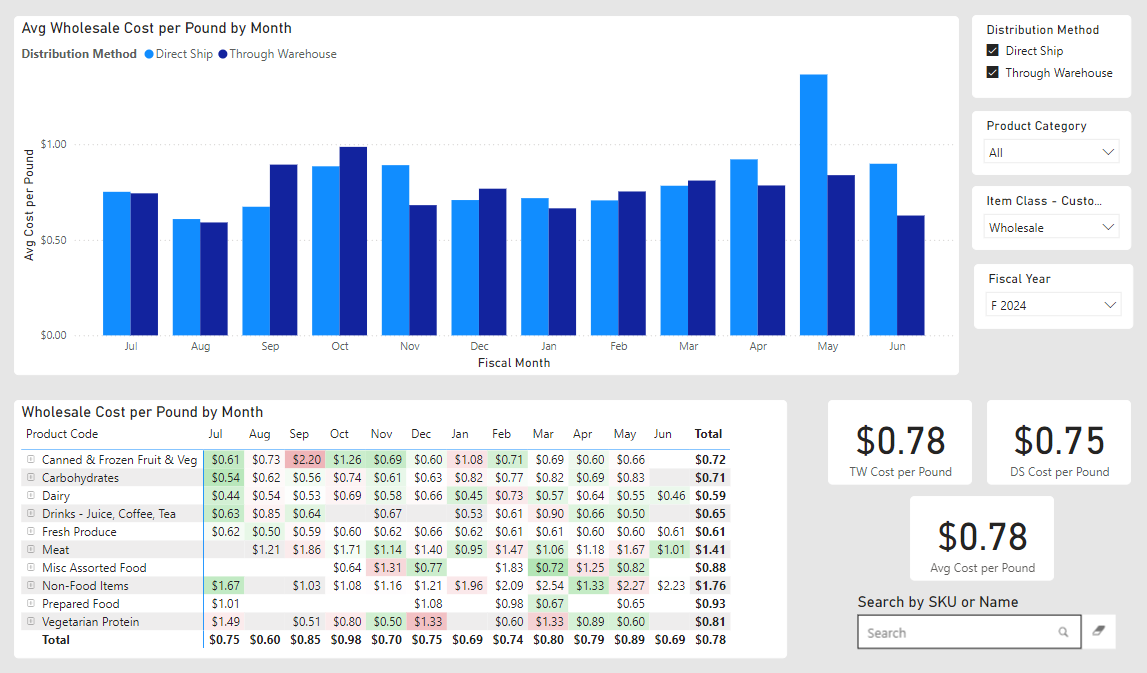 Avg Wholesale Cost per Pound by Month
Distribution Method Direct Ship Through Warehouse
Avg Cost per Pound
$1.00
$0.50
$0.00
Jul Aug Sep Oct Nov Dec Jan Feb Mar Apr May Jun
Fiscal Month
Distribution Method
Direct Ship
Through Warehouse
Product Category
All
Item Class - Custo...
Wholesale
Fiscal Year
F 2024
Wholesale Cost per Pound by Month
Product Code Jul Aug Sep Oct Nov Dec Jan Feb Mar Apr May Jun Total
Canned & Frozen Fruit & Veg $0.61 $0.73 $2.20 $1.26 $0.69 $0.60 $1.08 $0.71 $0.69 $0.60 $0.66 $0.72
Carbohydrates $0.54 $0.62 $0.56 $0.74 $0.61 $0.63 $0.82 $0.77 $0.82 $0.69 $0.83 $0.71
Dairy $0.44 $0.54 $0.53 $0.69 $0.58 $0.66 $0.45 $0.73 $0.57 $0.64 $0.55 $0.46 $0.59
Drinks - Juice, Coffee, Tea $0.63 $0.85 $0.64 $0.67 $0.53 $0.61 $0.90 $0.66 $0.50 $0.65
Fresh Produce $0.62 $0.50 $0.59 $0.60 $0.62 $0.66 $0.62 $0.61 $0.61 $0.60 $0.60 $0.61 $0.61
Meat $1.21 $1.86 $1.71 $1.14 $1.40 $0.95 $1.47 $1.06 $1.18 $1.67 $1.01 $1.41
Misc Assorted Food $0.64 $1.31 $0.77 $1.83 $0.72 $1.25 $0.82 $0.88
Non-Food Items $1.67 $1.03 $1.08 $1.16 $1.21 $1.96 $2.09 $2.54 $1.33 $2.27 $2.23 $1.76
Prepared Food $1.01 $1.08 $0.98 $0.67 $0.65 $0.93
Vegetarian Protein $1.49 $0.51 $0.80 $0.50 $1.33 $0.60 $1.33 $0.89 $0.60 $0.81
Total $0.75 $0.60 $0.85 $0.98 $0.70 $0.75 $0.69 $0.74 $0.80 $0.79 $0.89 $0.69 $0.78
$0.78
TW Cost per Pound
$0.75
DS Cost per Pound
$0.78
Avg Cost per Pound
Search by SKU or Name
Search